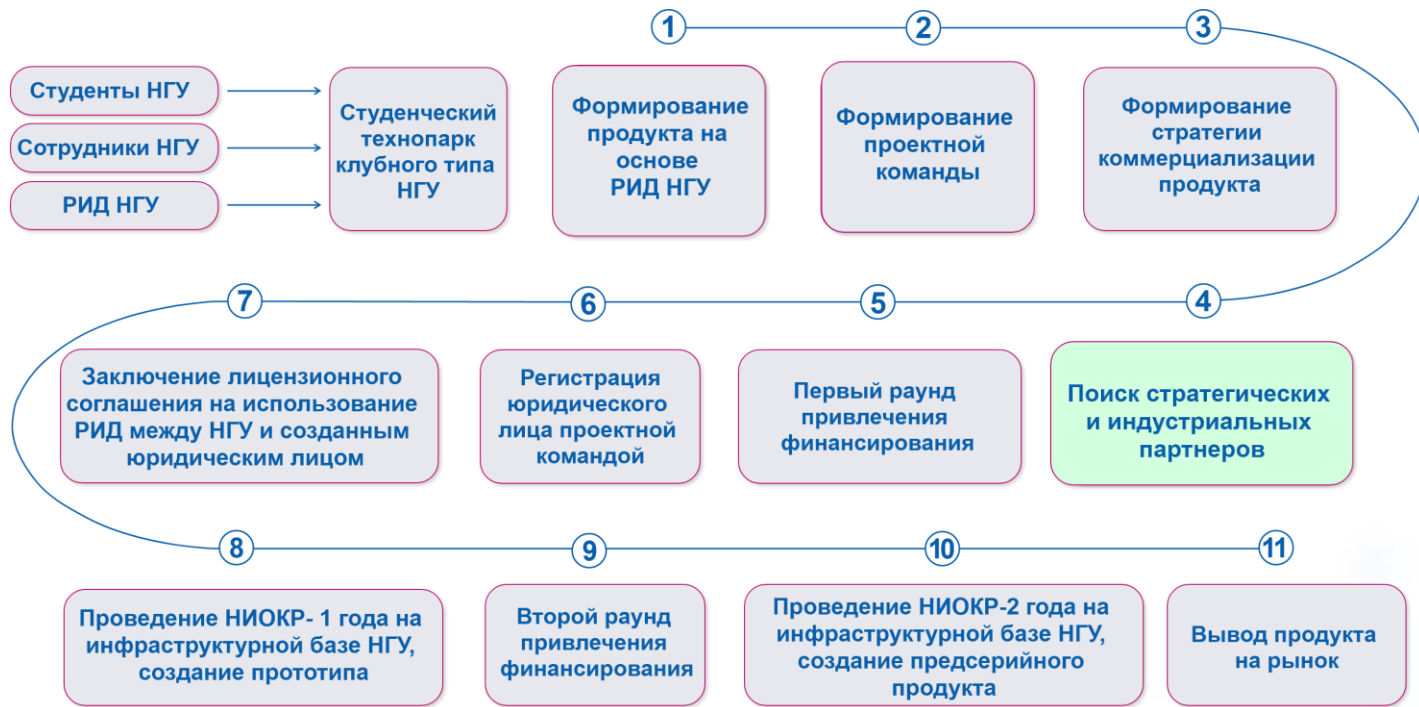 1
2
3
Студенты НГУ
Сотрудники НГУ
РИД НГУ
Студенческий
технопарк
клубного типа
НГУ
Формирование
продукта на
основе
РИД НГУ
Формирование
проектной
команды
Формирование
стратегии
коммерциализации
продукта
7
6
5
4
Заключение лицензионного
соглашения на использование
РИД между НГУ и созданным
юридическим лицом
Регистрация
юридического
лица проектной
командой
Первый раунд
привлечения
финансирования
Поиск стратегических
и индустриальных
партнеров
8
9
10
11
Проведение НИОКР- 1 года на
инфраструктурной базе НГУ,
создание прототипа
Второй раунд
привлечения
финансирования
Проведение НИОКР-2 года на
инфраструктурной базе НГУ,
создание предсерийного
продукта
Вывод продукта
на рынок